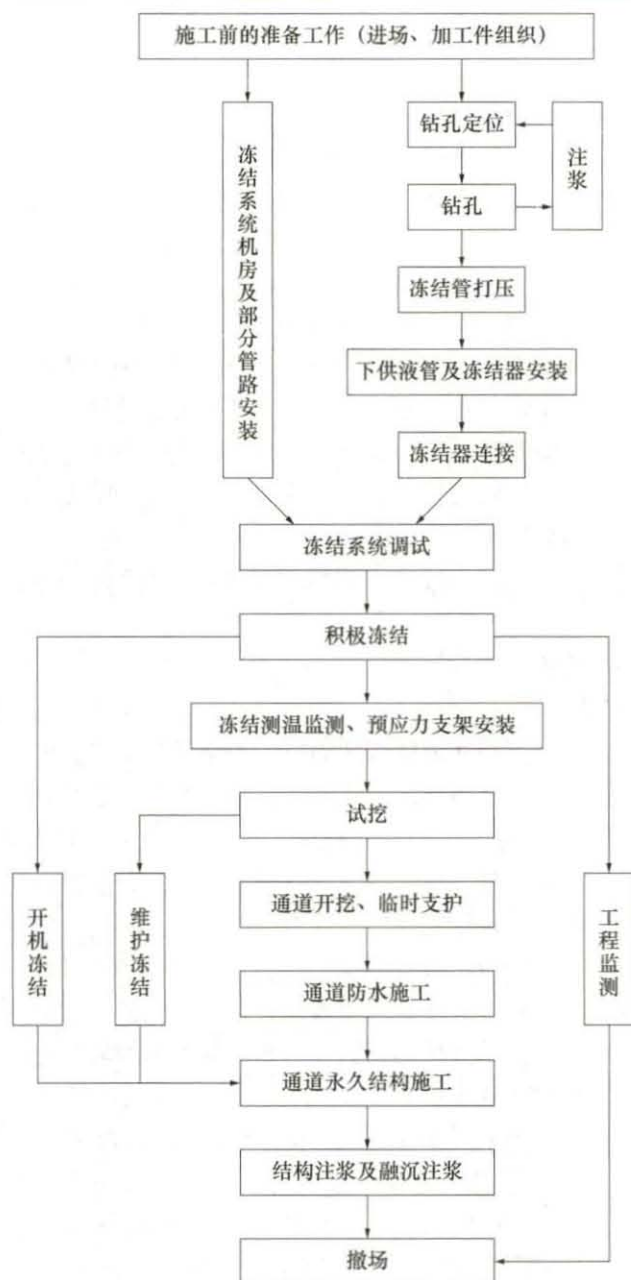 施工前的准备工作（进场、加工件组织）
冻结系统机房及部分管路安装
钻孔定位
注浆
钻孔
冻结管打压
下供液管及冻结器安装
冻结器连接
冻结系统调试
积极冻结
冻结测温监测、预应力支架安装
试挖
开机冻结
维护冻结
通道开挖、临时支护
工程监测
通道防水施工
通道永久结构施工
结构注浆及融沉注浆
撤场